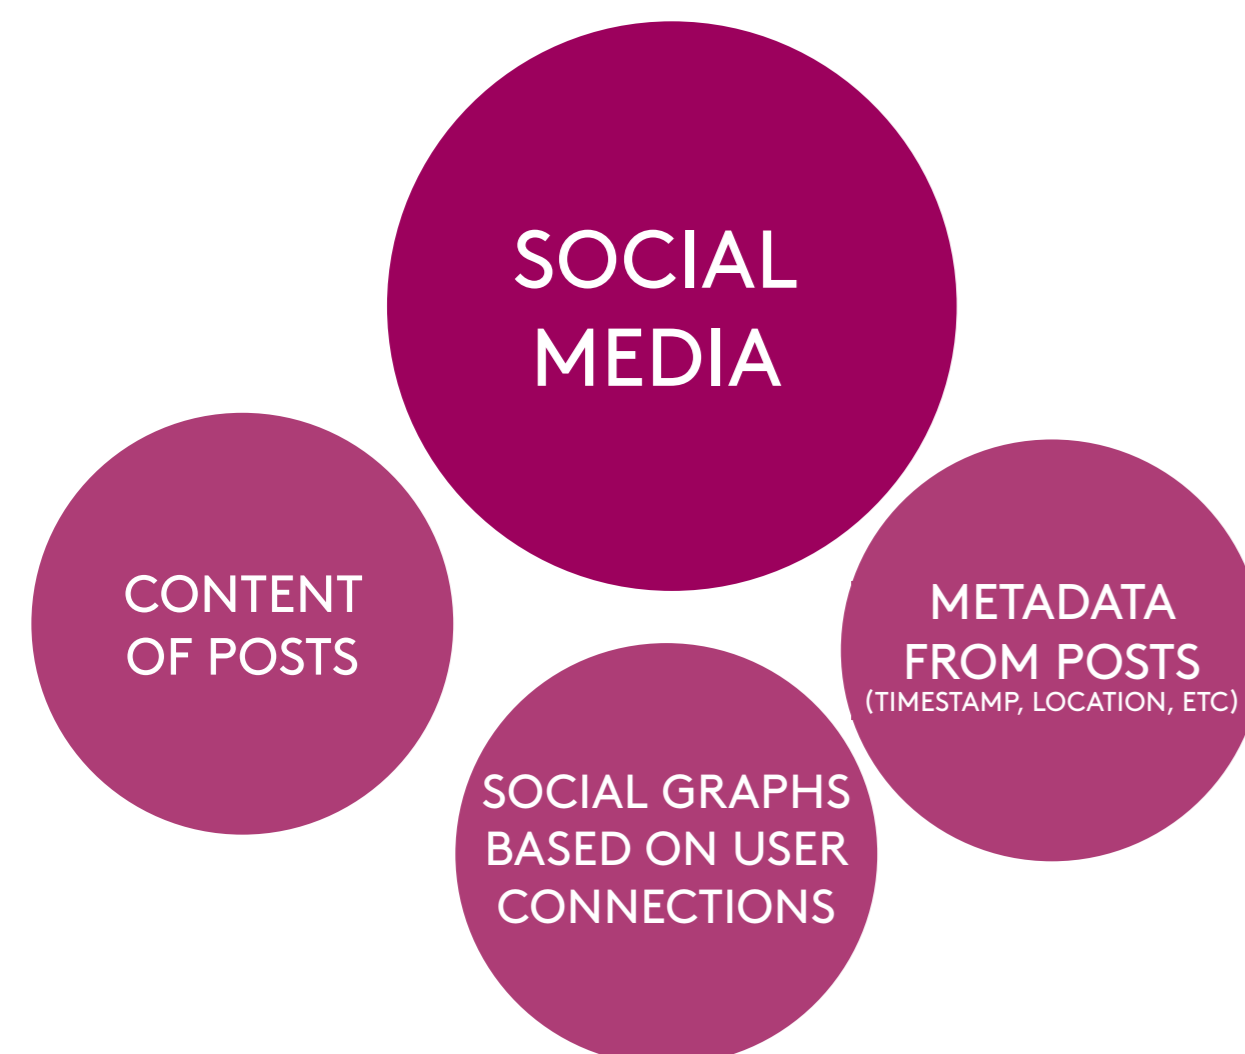 SOCIAL
MEDIA
CONTENT
OF POSTS
METADATA
FROM POSTS
(TIMESTAMP, LOCATION, ETC)
SOCIAL GRAPHS
BASED ON USER
CONNECTIONS